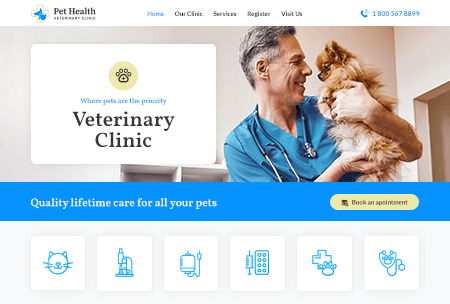 Pet Health
VETERINARY CLINIC
Home Our Clinic Services Register Visit Us
1 800 567 8899
Where pets are the priority
Veterinary
Clinic
Quality lifetime care for all your pets
Book an apointment